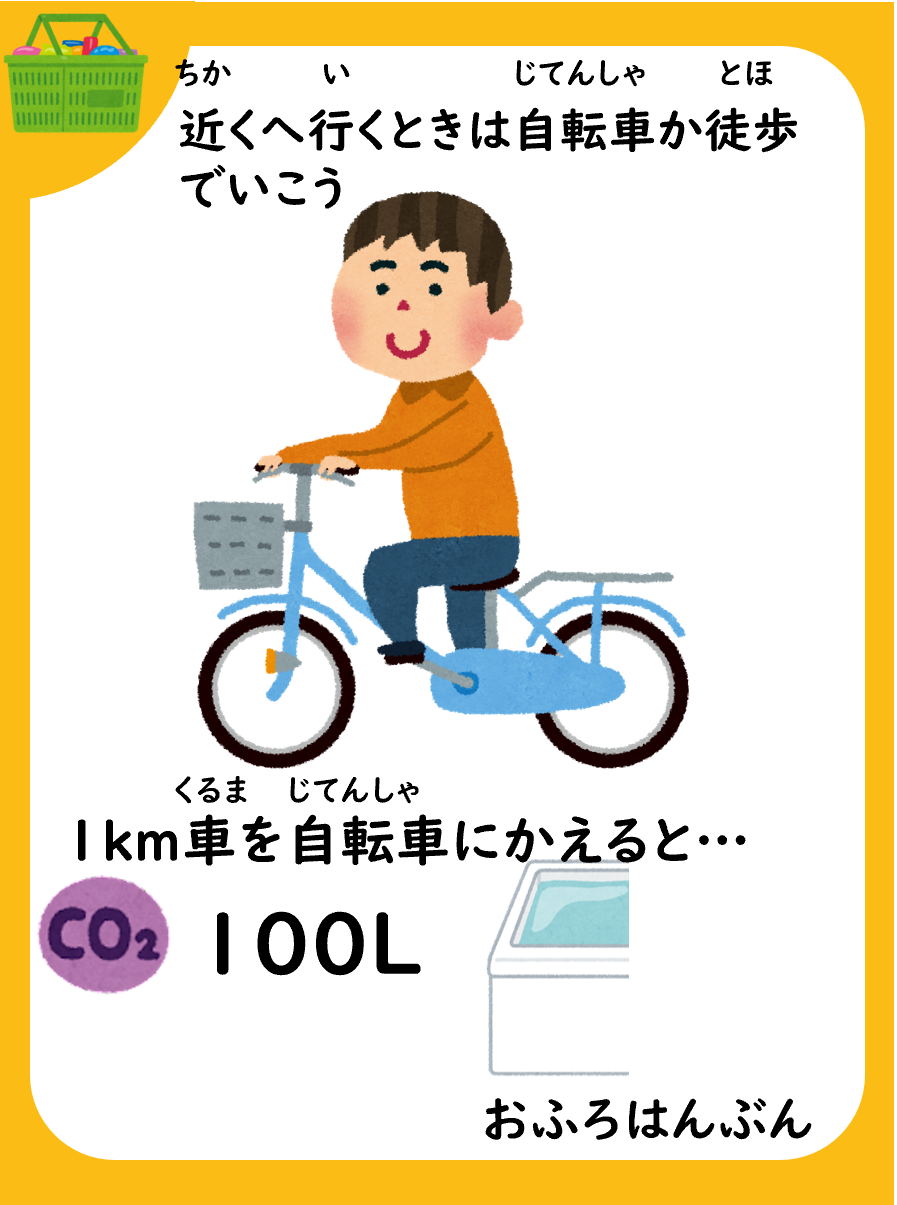 ちか い じてんしゃ とほ
近くへ行くときは自転車か徒歩
でいこう
くるま じてんしゃ
1km車を自転車にかえると…
CO₂ 100L
おふろはんぶん